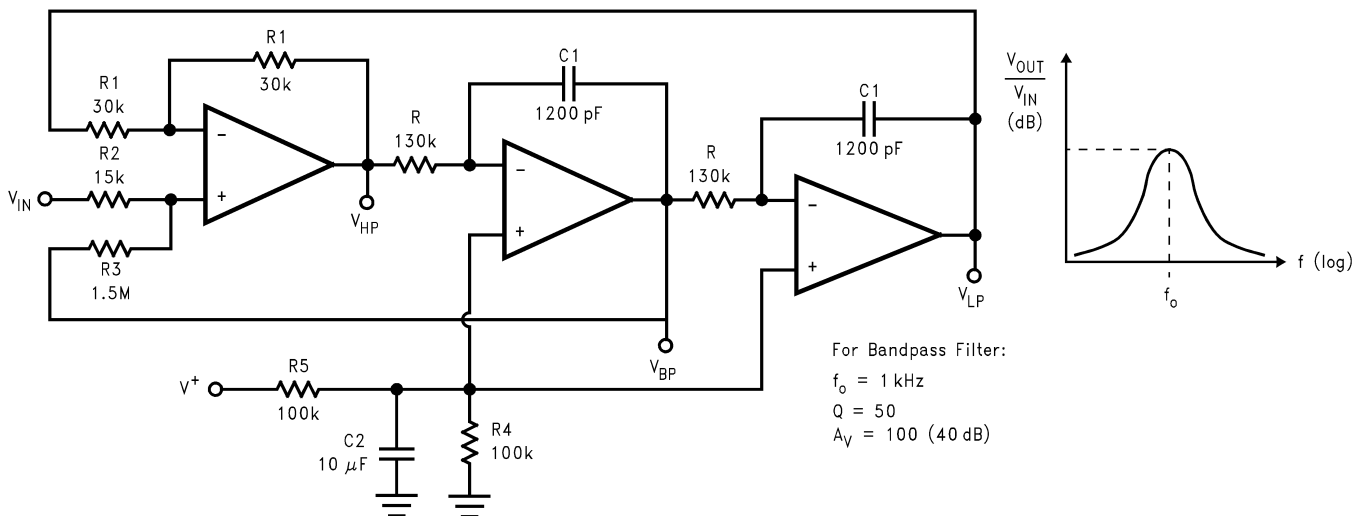 R1
30k
R1
30k
R2
15k
V_IN
R3
1.5M
−
+
V_HP
R
130k
C1
1200 pF
−
+
V_BP
R
130k
C1
1200 pF
−
+
V_LP
V⁺
R5
100k
C2
10 μF
R4
100k
V_OUT
V_IN
(dB)
f (log)
f_o
For Bandpass Filter:
f_o = 1 kHz
Q = 50
A_V = 100 (40 dB)